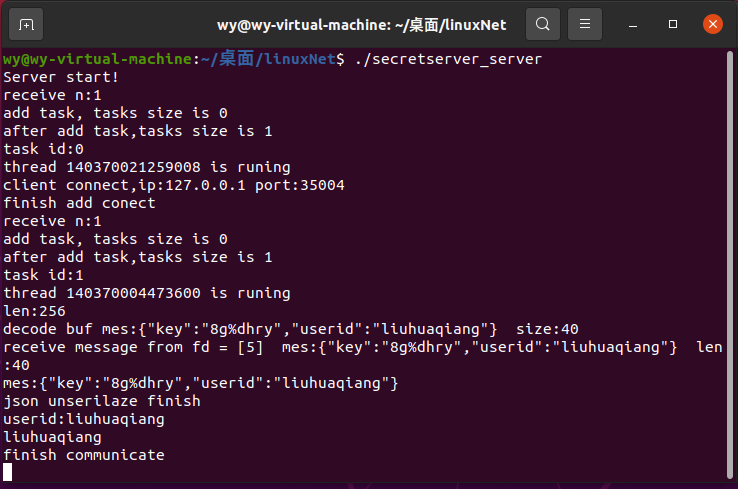 wy@wy-virtual-machine: ~/桌面/linuxNet
wy@wy-virtual-machine:~/桌面/linuxNet$ ./secretserver_server
Server start!
receive n:1
add task, tasks size is 0
after add task,tasks size is 1
task id:0
thread 140370021259008 is runing
client connect,ip:127.0.0.1 port:35004
finish add conect
receive n:1
add task, tasks size is 0
after add task,tasks size is 1
task id:1
thread 140370004473600 is runing
len:256
decode buf mes:{"key":"8g%dhry","userid":"liuhuaqiang"}  size:40
receive message from fd = [5]  mes:{"key":"8g%dhry","userid":"liuhuaqiang"}  len
:40
mes:{"key":"8g%dhry","userid":"liuhuaqiang"}
json unserilaze finish
userid:liuhuaqiang
liuhuaqiang
finish communicate